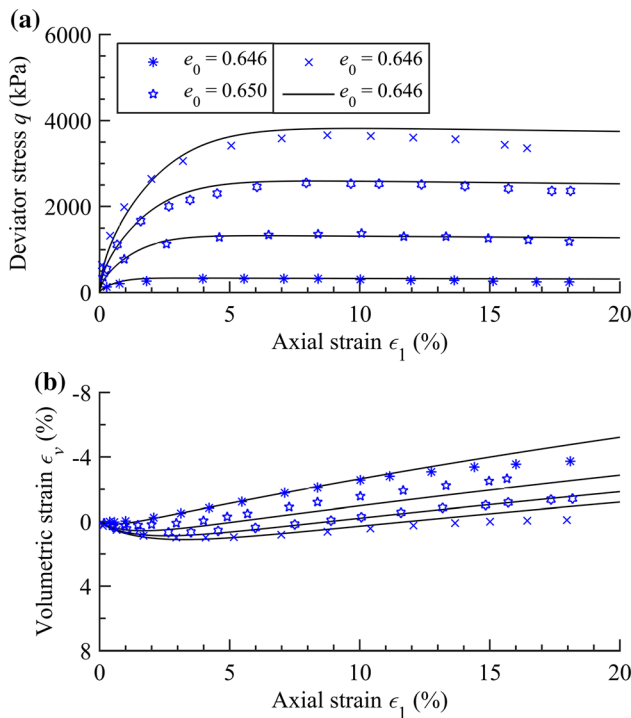 (a)
6000
4000
2000
0
Deviator stress q (kPa)
e0 = 0.646
e0 = 0.650
e0 = 0.646
e0 = 0.646
0 5 10 15 20
Axial strain ϵ1 (%)
(b)
-8
-4
0
4
8
Volumetric strain ϵv (%)
0 5 10 15 20
Axial strain ϵ1 (%)